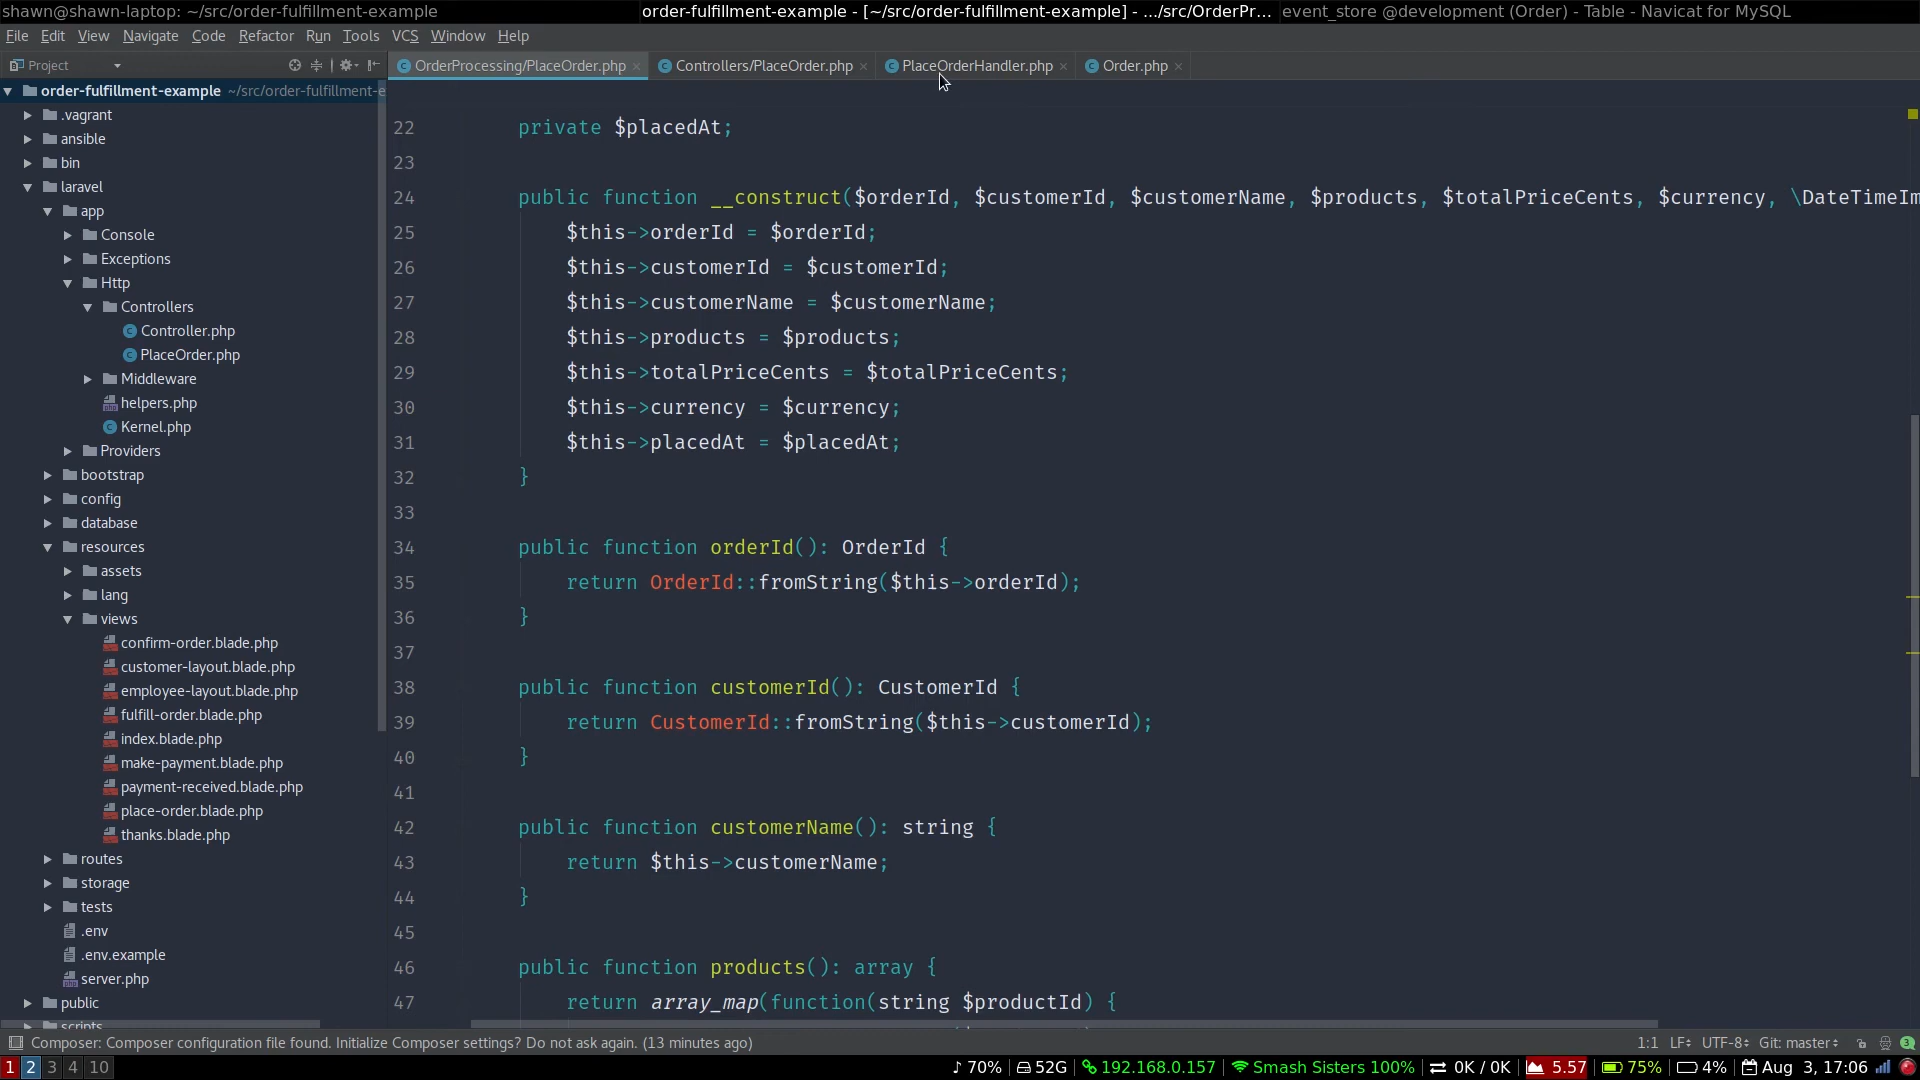 shawn@shawn-laptop: ~/src/order-fulfillment-example
order-fulfillment-example - [~/src/order-fulfillment-example] - .../src/OrderPr...
event_store @development (Order) - Table - Navicat for MySQL
File Edit View Navigate Code Refactor Run Tools VCS Window Help
Project
OrderProcessing/PlaceOrder.php
Controllers/PlaceOrder.php
PlaceOrderHandler.php
Order.php
order-fulfillment-example ~/src/order-fulfillment-e
.vagrant
ansible
bin
laravel
app
Console
Exceptions
Http
Controllers
Controller.php
PlaceOrder.php
Middleware
helpers.php
Kernel.php
Providers
bootstrap
config
database
resources
assets
lang
views
confirm-order.blade.php
customer-layout.blade.php
employee-layout.blade.php
fulfill-order.blade.php
index.blade.php
make-payment.blade.php
payment-received.blade.php
place-order.blade.php
thanks.blade.php
routes
storage
tests
.env
.env.example
server.php
public
scripts
22 private $placedAt;
23
24 public function __construct($orderId, $customerId, $customerName, $products, $totalPriceCents, $currency, \DateTimeIm
25 $this->orderId = $orderId;
26 $this->customerId = $customerId;
27 $this->customerName = $customerName;
28 $this->products = $products;
29 $this->totalPriceCents = $totalPriceCents;
30 $this->currency = $currency;
31 $this->placedAt = $placedAt;
32 }
33
34 public function orderId(): OrderId {
35 return OrderId::fromString($this->orderId);
36 }
37
38 public function customerId(): CustomerId {
39 return CustomerId::fromString($this->customerId);
40 }
41
42 public function customerName(): string {
43 return $this->customerName;
44 }
45
46 public function products(): array {
47 return array_map(function(string $productId) {
Composer: Composer configuration file found. Initialize Composer settings? Do not ask again. (13 minutes ago)
1:1 LF UTF-8 Git: master 3
1 2 3 4 10
70% 52G 192.168.0.157 Smash Sisters 100% 0K / 0K 5.57 75% 4% Aug 3, 17:06